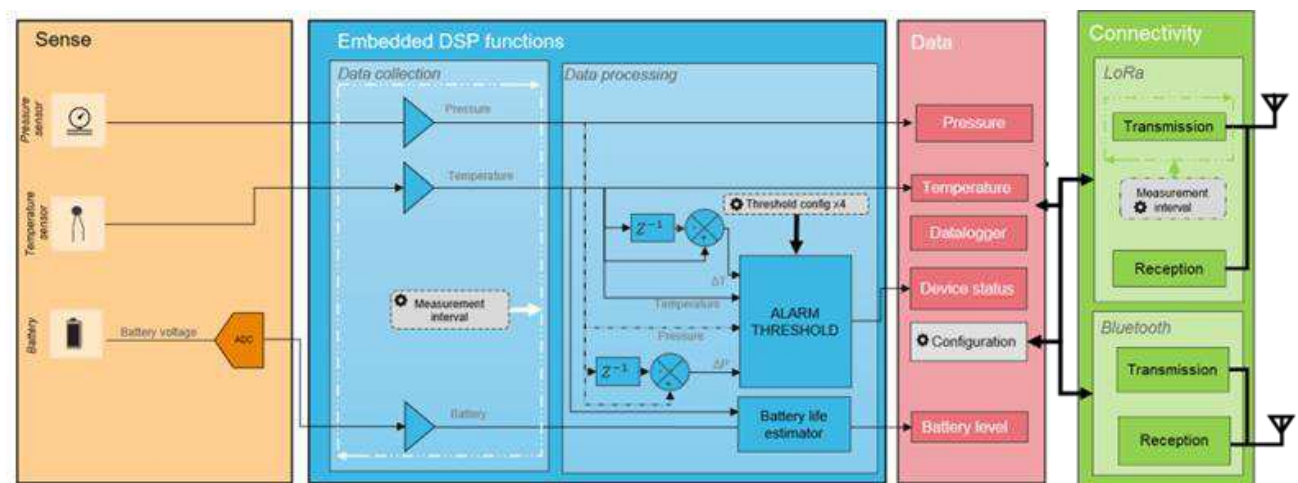 Sense
Pressure
sensor
Temperature
sensor
Battery
Battery voltage
ADC
Embedded DSP functions
Data collection
Pressure
Temperature
Measurement
interval
Battery
Data processing
Threshold config x4
Z⁻¹
-
+
ΔT
Temperature
Pressure
Z⁻¹
-
+
ΔP
ALARM
THRESHOLD
Battery life
estimator
Data
Pressure
Temperature
Datalogger
Device status
Configuration
Battery level
Connectivity
LoRa
Transmission
Measurement
interval
Reception
Bluetooth
Transmission
Reception